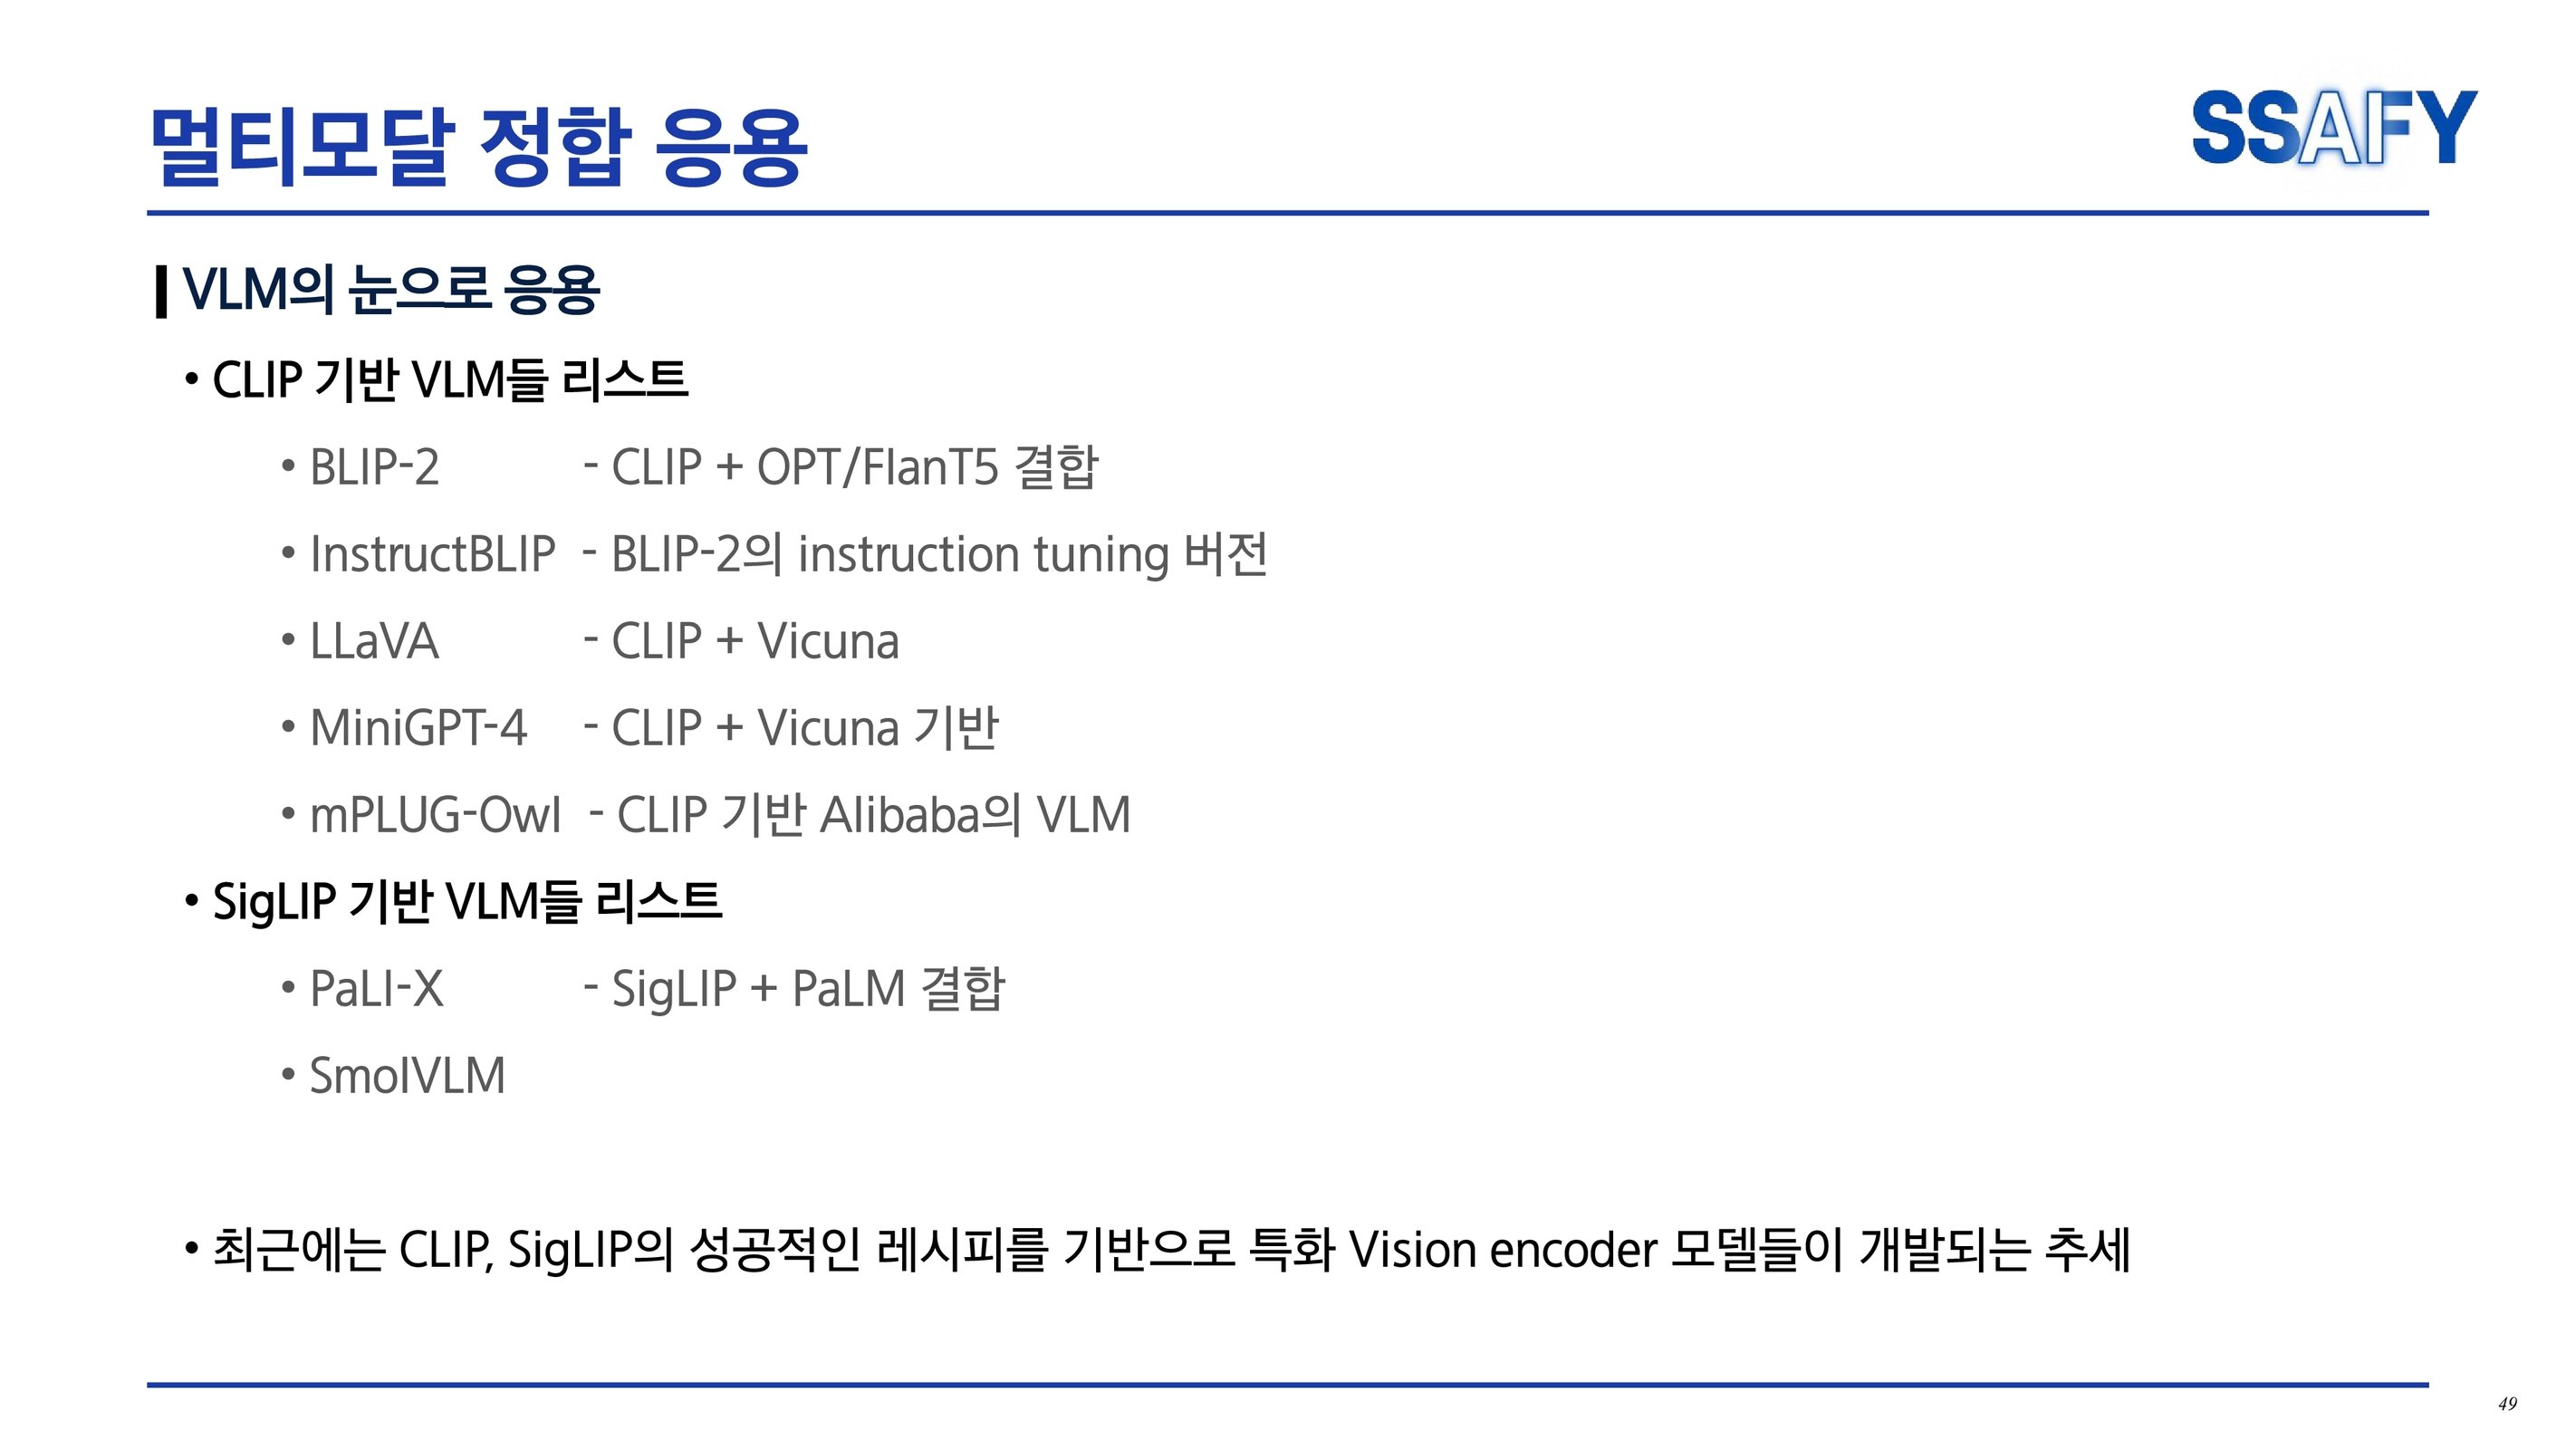 멀티모달 정합 응용
SSAFY
VLM의 눈으로 응용
• CLIP 기반 VLM들 리스트
• BLIP-2 - CLIP + OPT/FlanT5 결합
• InstructBLIP - BLIP-2의 instruction tuning 버전
• LLaVA - CLIP + Vicuna
• MiniGPT-4 - CLIP + Vicuna 기반
• mPLUG-Owl - CLIP 기반 Alibaba의 VLM
• SigLIP 기반 VLM들 리스트
• PaLI-X - SigLIP + PaLM 결합
• SmolVLM
• 최근에는 CLIP, SigLIP의 성공적인 레시피를 기반으로 특화 Vision encoder 모델들이 개발되는 추세
49